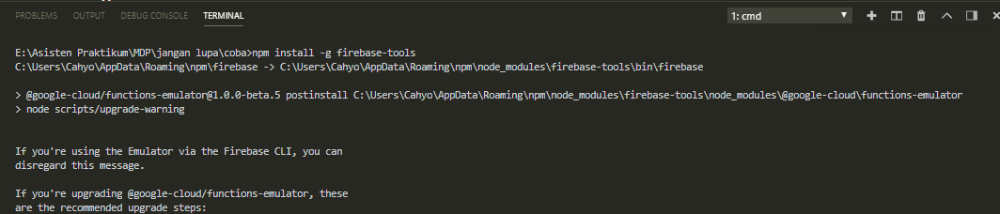 PROBLEMS OUTPUT DEBUG CONSOLE TERMINAL 1: cmd
E:\Asisten Praktikum\MDP\jangan lupa\coba>npm install -g firebase-tools
C:\Users\Cahyo\AppData\Roaming\npm\firebase -> C:\Users\Cahyo\AppData\Roaming\npm\node_modules\firebase-tools\bin\firebase
> @google-cloud/functions-emulator@1.0.0-beta.5 postinstall C:\Users\Cahyo\AppData\Roaming\npm\node_modules\firebase-tools\node_modules\@google-cloud\functions-emulator
> node scripts/upgrade-warning
If you're using the Emulator via the Firebase CLI, you can
disregard this message.
If you're upgrading @google-cloud/functions-emulator, these
are the recommended upgrade steps: